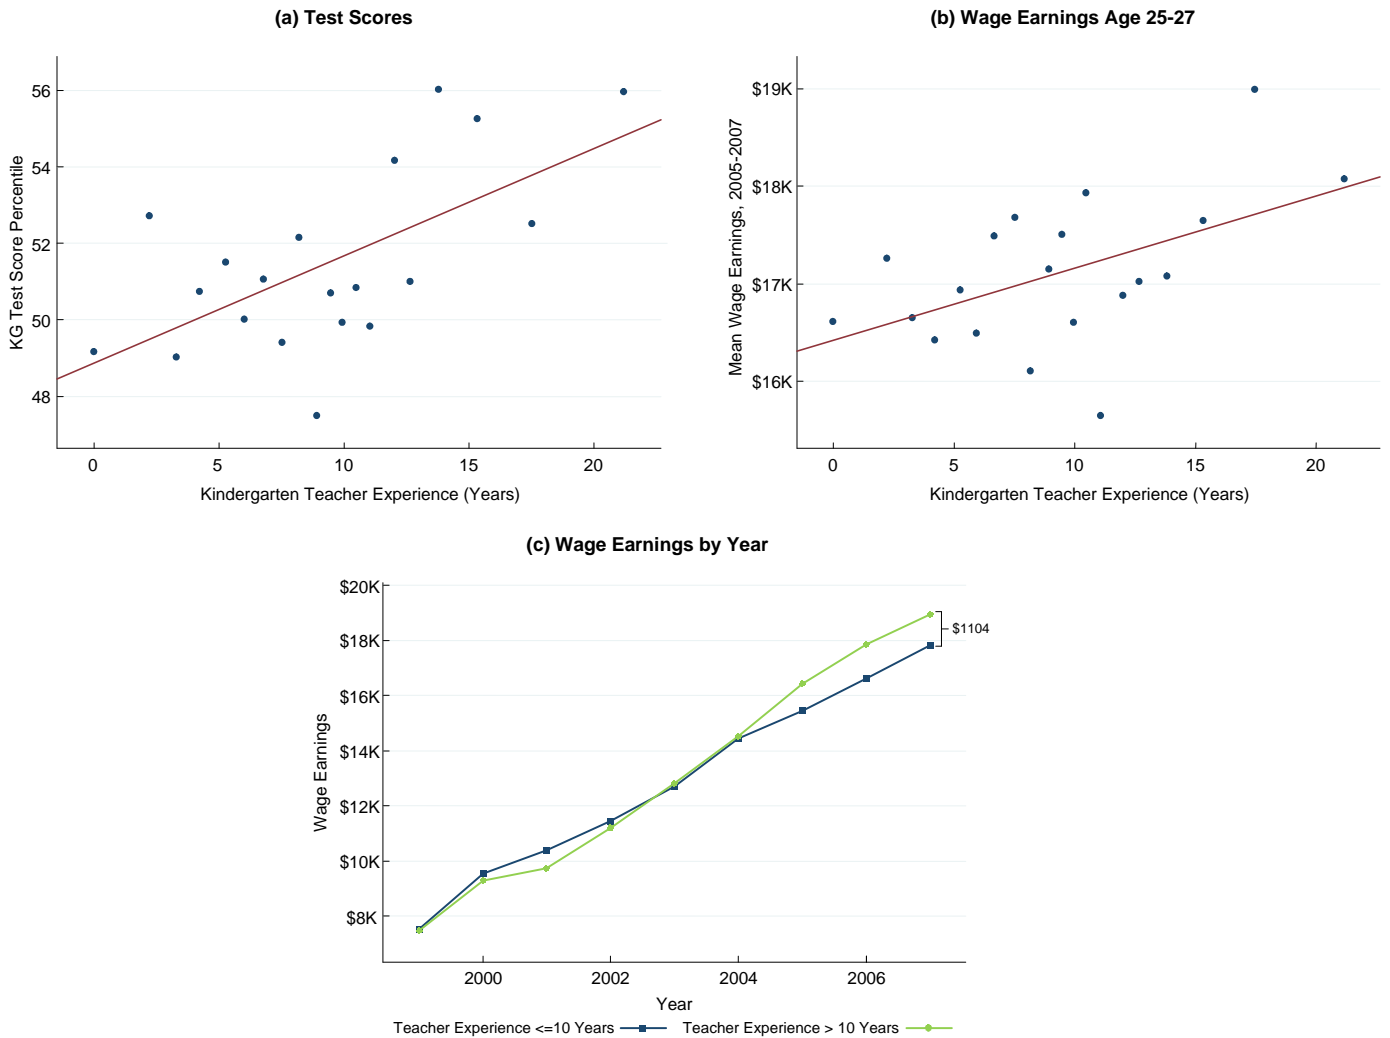 (a) Test Scores
KG Test Score Percentile
56
54
52
50
48
0 5 10 15 20
Kindergarten Teacher Experience (Years)
(b) Wage Earnings Age 25-27
Mean Wage Earnings, 2005-2007
$19K
$18K
$17K
$16K
0 5 10 15 20
Kindergarten Teacher Experience (Years)
(c) Wage Earnings by Year
Wage Earnings
$20K
$18K
$16K
$14K
$12K
$10K
$8K
$1104
2000 2002 2004 2006
Year
Teacher Experience <=10 Years Teacher Experience > 10 Years